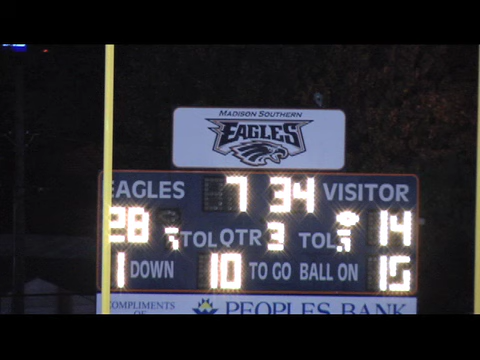 MADISON SOUTHERN
EAGLES
EAGLES 7 34 VISITOR
28 TOL QTR 3 TOL 14
1 DOWN 10 TO GO BALL ON 15
COMPLIMENTS
OF
PEOPLES BANK